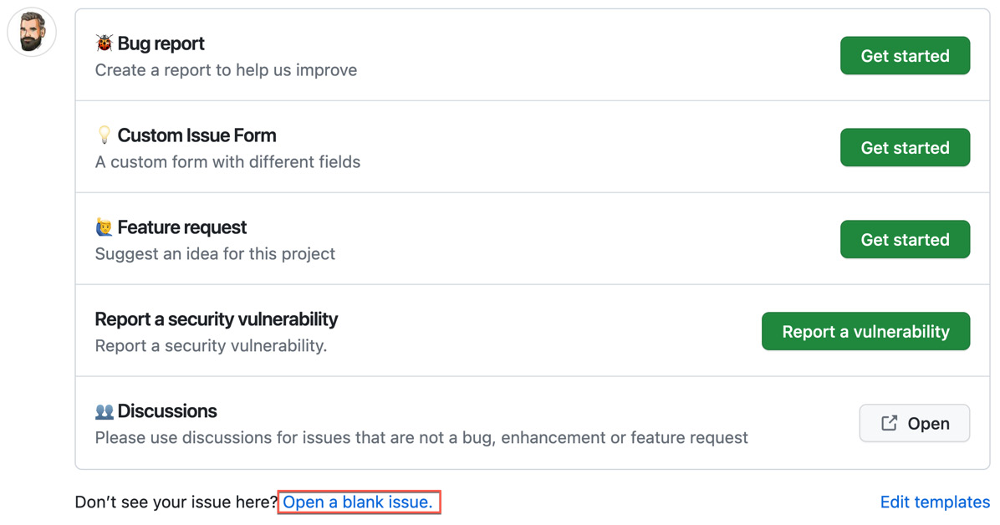 🐞 Bug report
Create a report to help us improve
Get started
💡 Custom Issue Form
A custom form with different fields
Get started
🙋‍♂️ Feature request
Suggest an idea for this project
Get started
Report a security vulnerability
Report a security vulnerability.
Report a vulnerability
👥 Discussions
Please use discussions for issues that are not a bug, enhancement or feature request
Open
Don’t see your issue here? Open a blank issue.
Edit templates